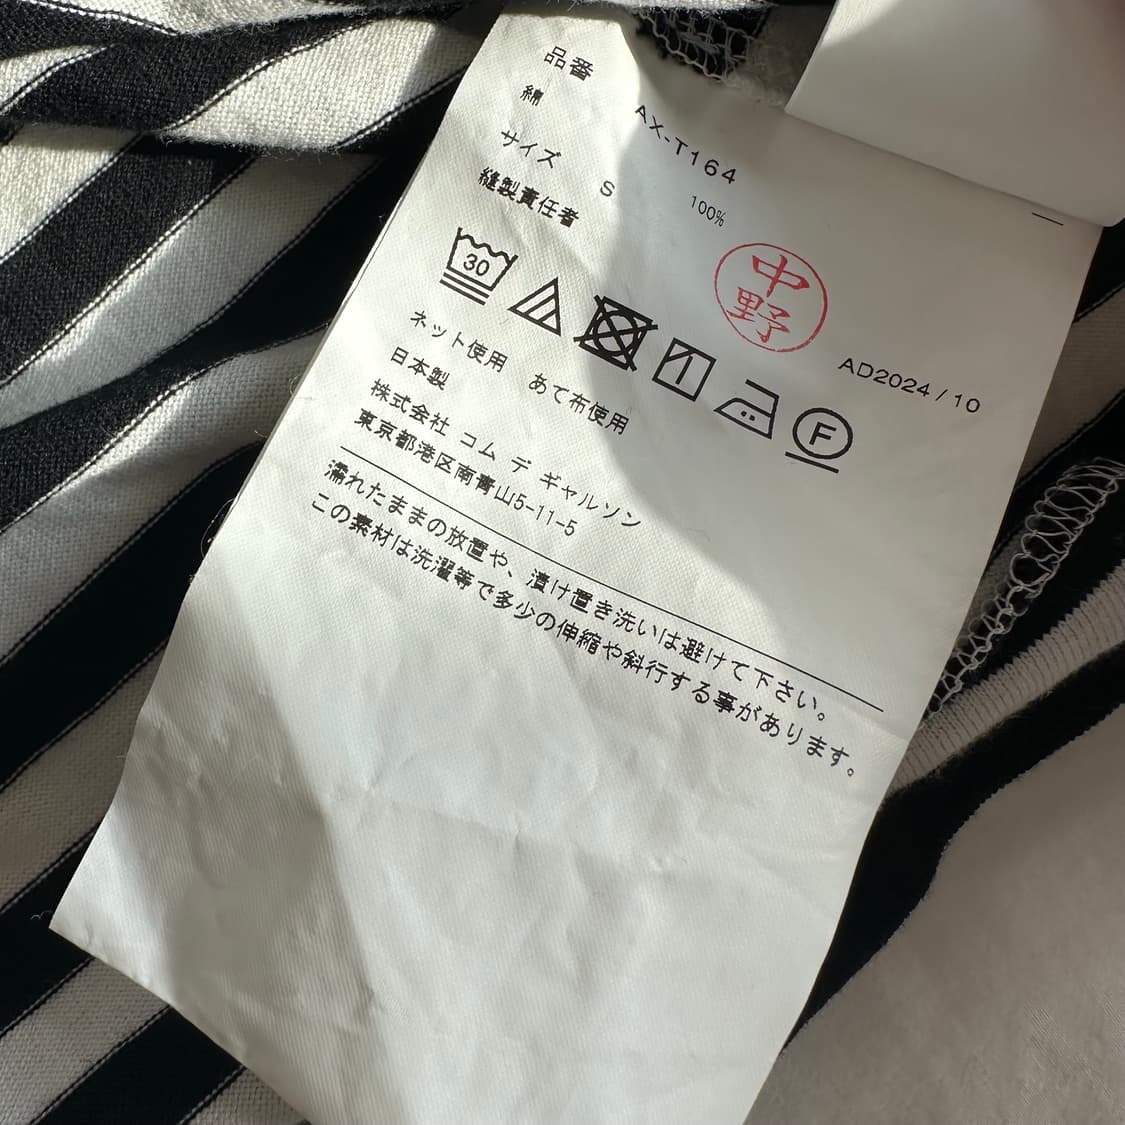 品番 AX-T164
綿 100%
サイズ S
縫製責任者
中野
30
AD2024 / 10
F
ネット使用 あて布使用
日本製
株式会社 コム デ ギャルソン
東京都港区南青山5-11-5
濡れたままの放置や、漬け置き洗いは避けて下さい。
この素材は洗濯等で多少の伸縮や斜行する事があります。